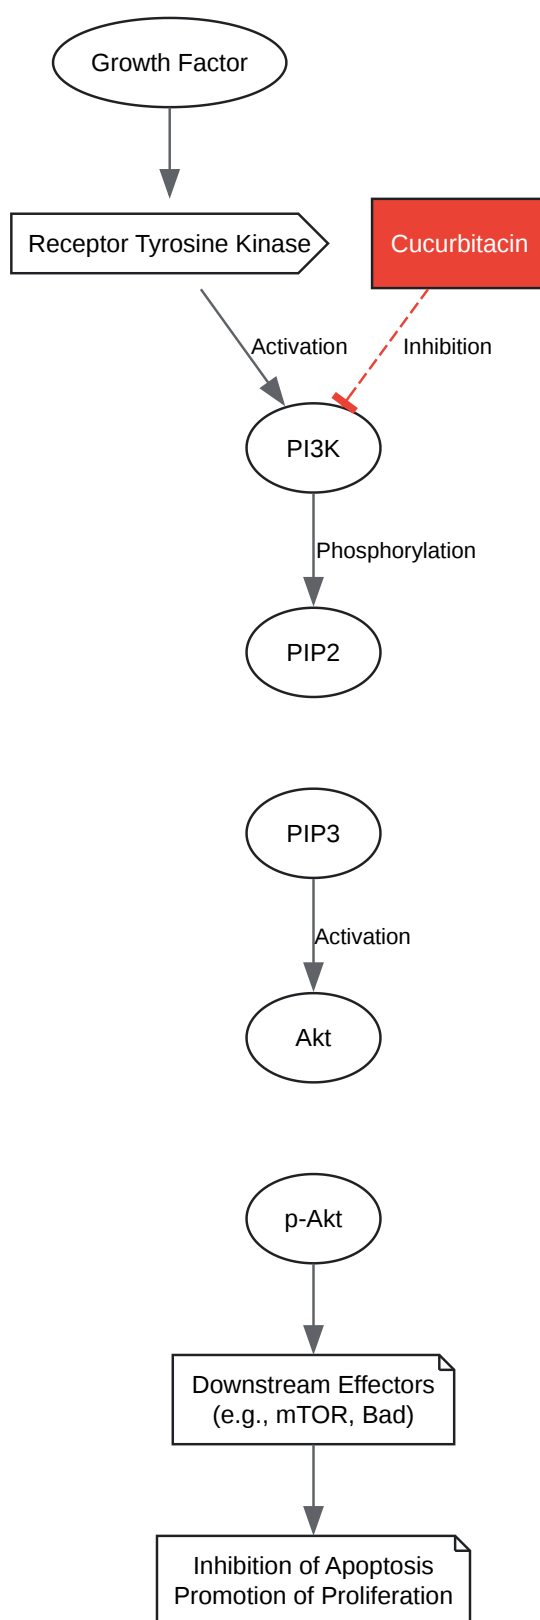 Growth Factor
Receptor Tyrosine Kinase
Cucurbitacin
Activation
Inhibition
PI3K
Phosphorylation
PIP2
PIP3
Activation
Akt
p-Akt
Downstream Effectors
(e.g., mTOR, Bad)
Inhibition of Apoptosis
Promotion of Proliferation